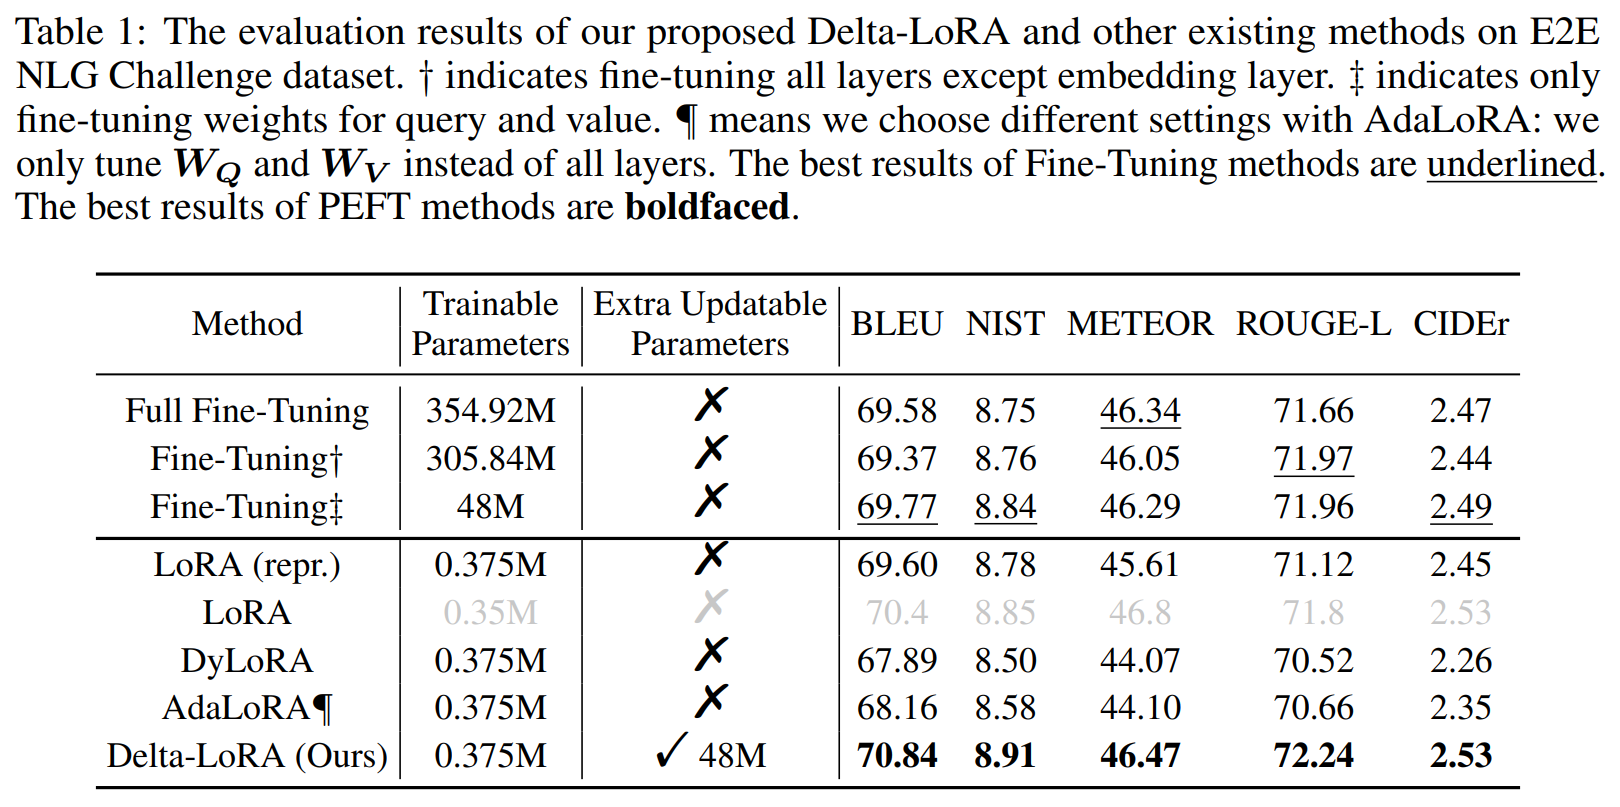 Table 1: The evaluation results of our proposed Delta-LoRA and other existing methods on E2E
NLG Challenge dataset. † indicates fine-tuning all layers except embedding layer. ‡ indicates only
fine-tuning weights for query and value. ¶ means we choose different settings with AdaLoRA: we
only tune W_Q and W_V instead of all layers. The best results of Fine-Tuning methods are underlined.
The best results of PEFT methods are boldfaced.
Method | Trainable Parameters | Extra Updatable Parameters | BLEU NIST METEOR ROUGE-L CIDEr
Full Fine-Tuning | 354.92M | ✗ | 69.58 8.75 46.34 71.66 2.47
Fine-Tuning† | 305.84M | ✗ | 69.37 8.76 46.05 71.97 2.44
Fine-Tuning‡ | 48M | ✗ | 69.77 8.84 46.29 71.96 2.49
LoRA (repr.) | 0.375M | ✗ | 69.60 8.78 45.61 71.12 2.45
LoRA | 0.35M | ✗ | 70.4 8.85 46.8 71.8 2.53
DyLoRA | 0.375M | ✗ | 67.89 8.50 44.07 70.52 2.26
AdaLoRA¶ | 0.375M | ✗ | 68.16 8.58 44.10 70.66 2.35
Delta-LoRA (Ours) | 0.375M | ✓ 48M | 70.84 8.91 46.47 72.24 2.53